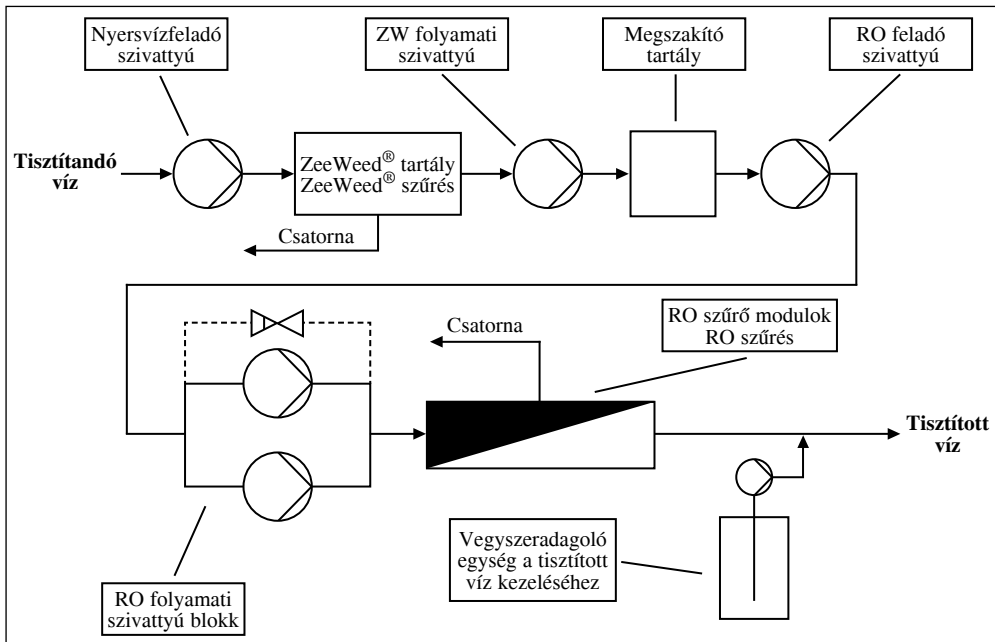 Nyersvízfeladó
szivattyú
ZW folyamati
szivattyú
Megszakító
tartály
RO feladó
szivattyú
Tisztítandó
víz
ZeeWeed® tartály
ZeeWeed® szűrés
Csatorna
RO szűrő modulok
RO szűrés
Csatorna
Tisztított
víz
Vegyszeradagoló
egység a tisztított
víz kezeléséhez
RO folyamati
szivattyú blokk